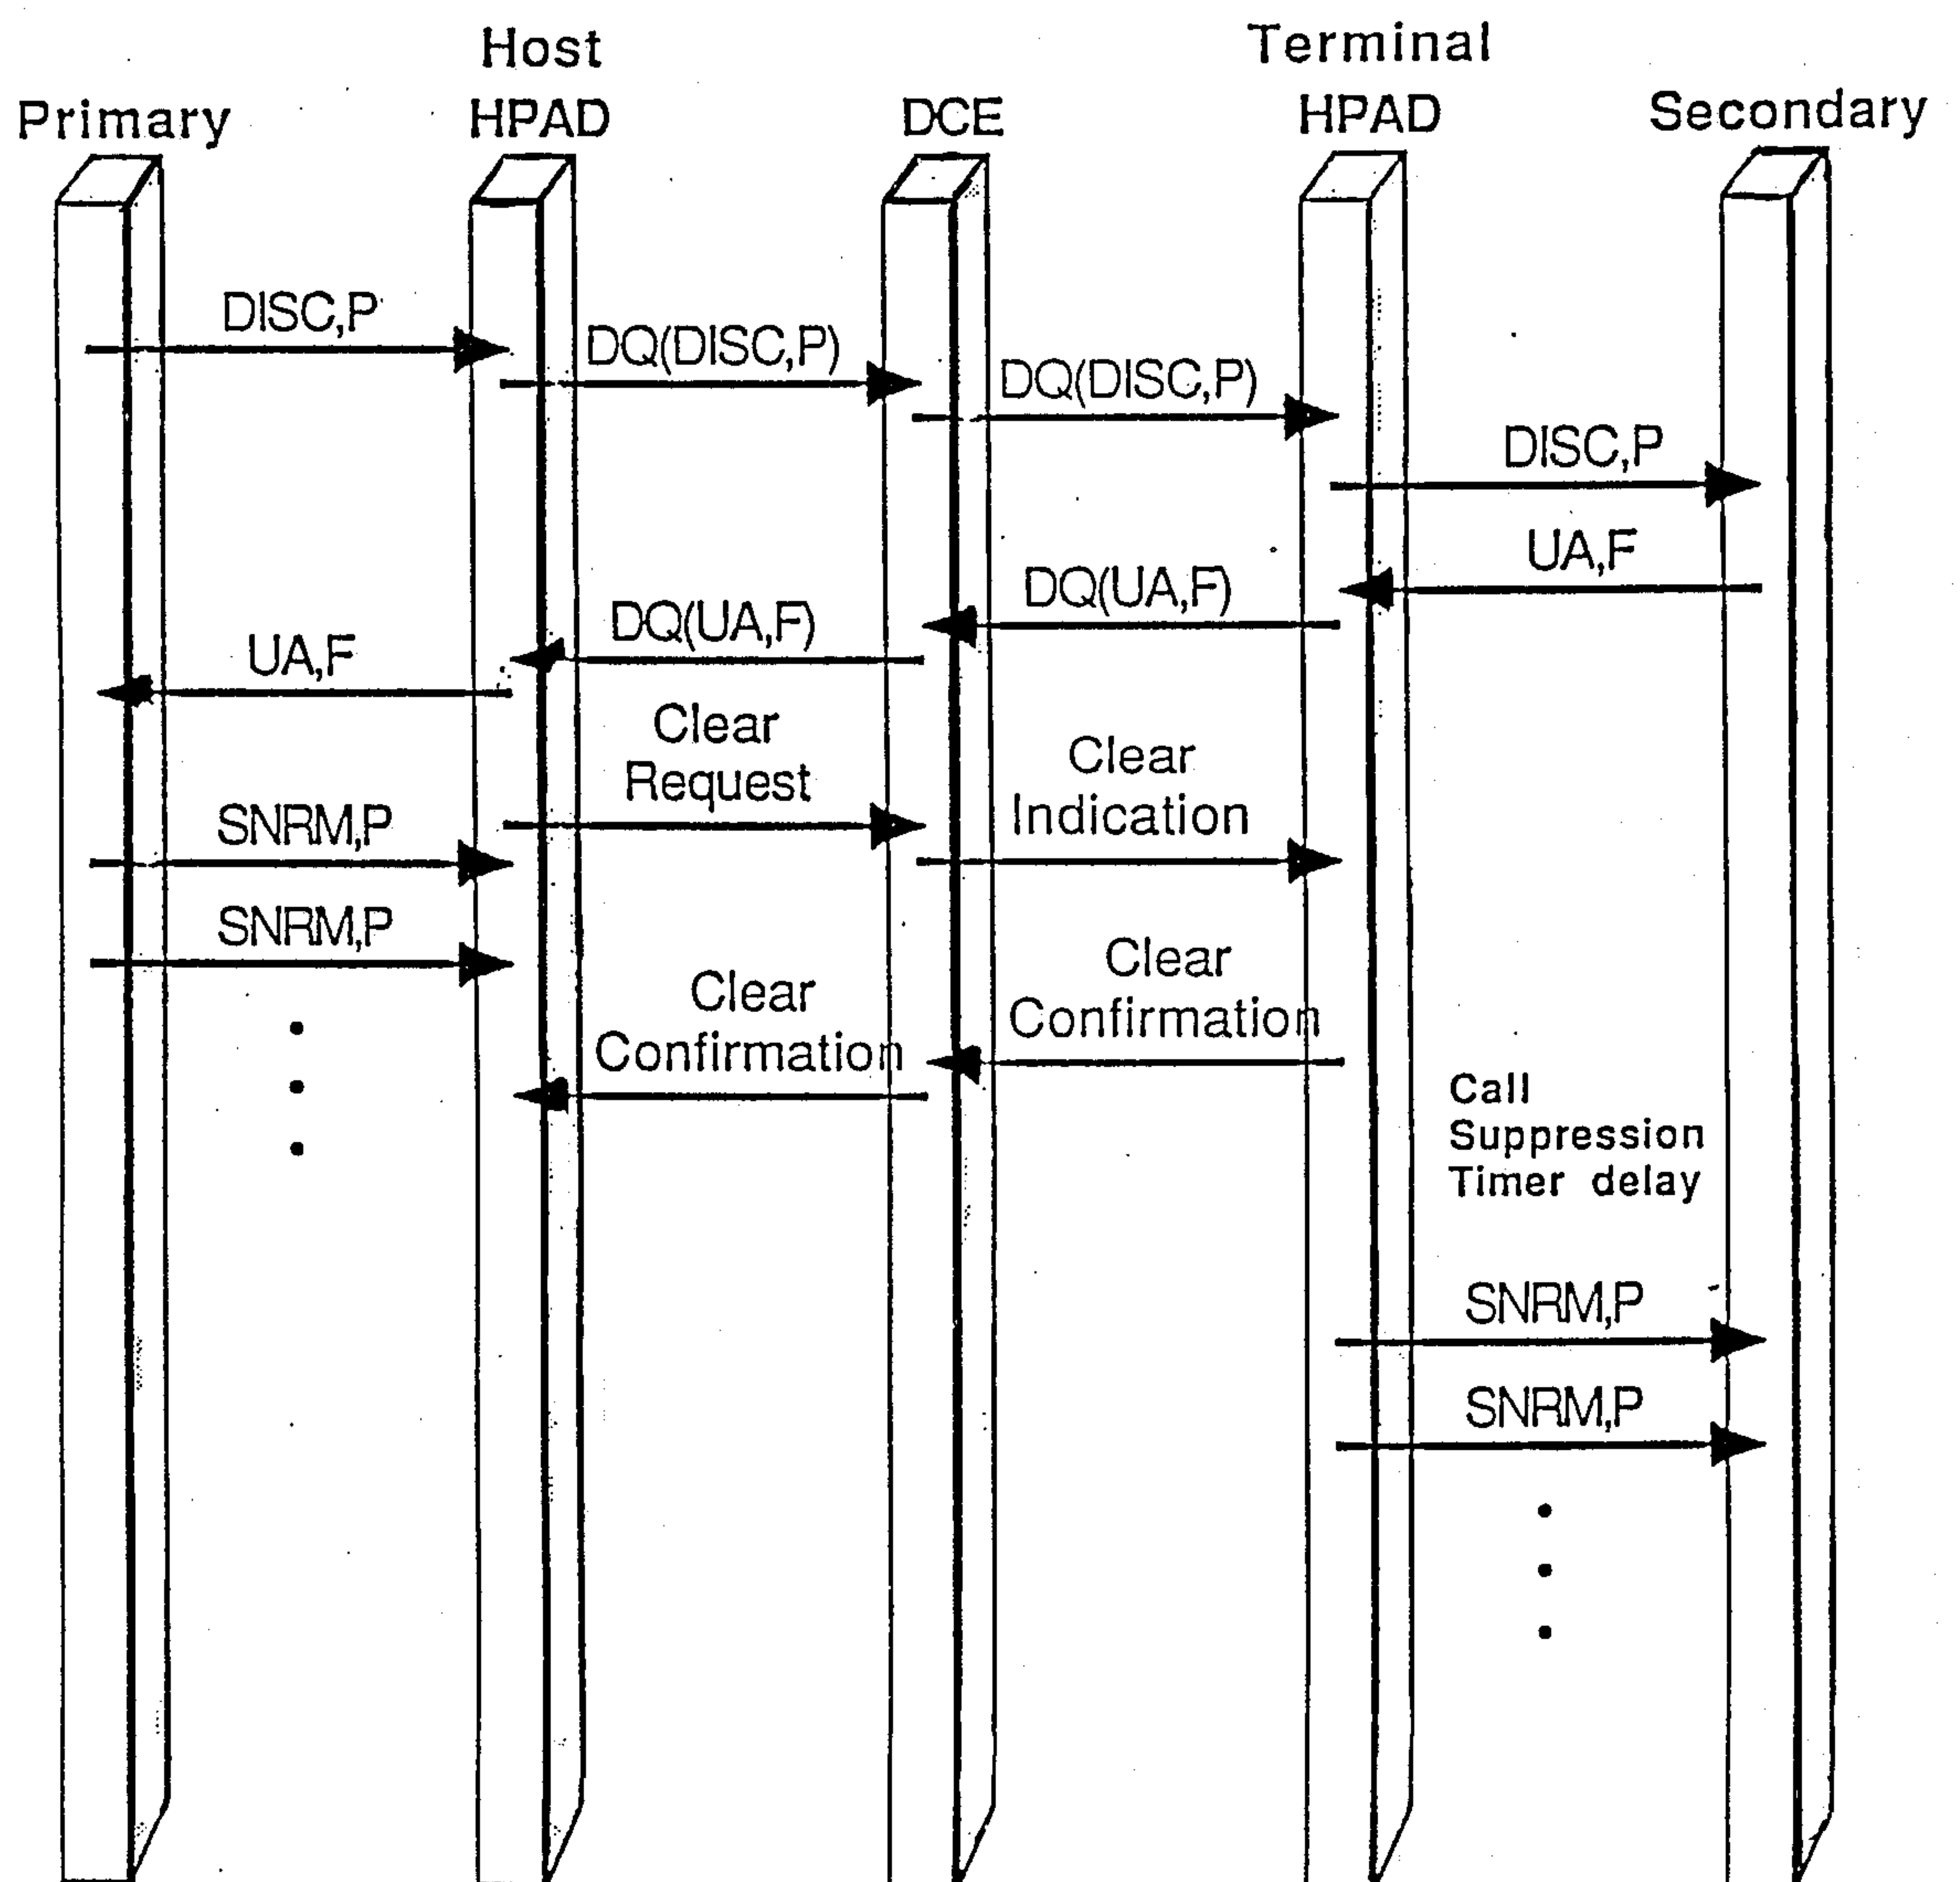 Primary
Host
HPAD
DCE
Terminal
HPAD
Secondary
DISC,P
DQ(DISC,P)
DQ(DISC,P)
DISC,P
UA,F
DQ(UA,F)
DQ(UA,F)
UA,F
Clear
Request
Clear
Indication
SNRM,P
SNRM,P
Clear
Confirmation
Clear
Confirmation
Call
Suppression
Timer delay
SNRM,P
SNRM,P